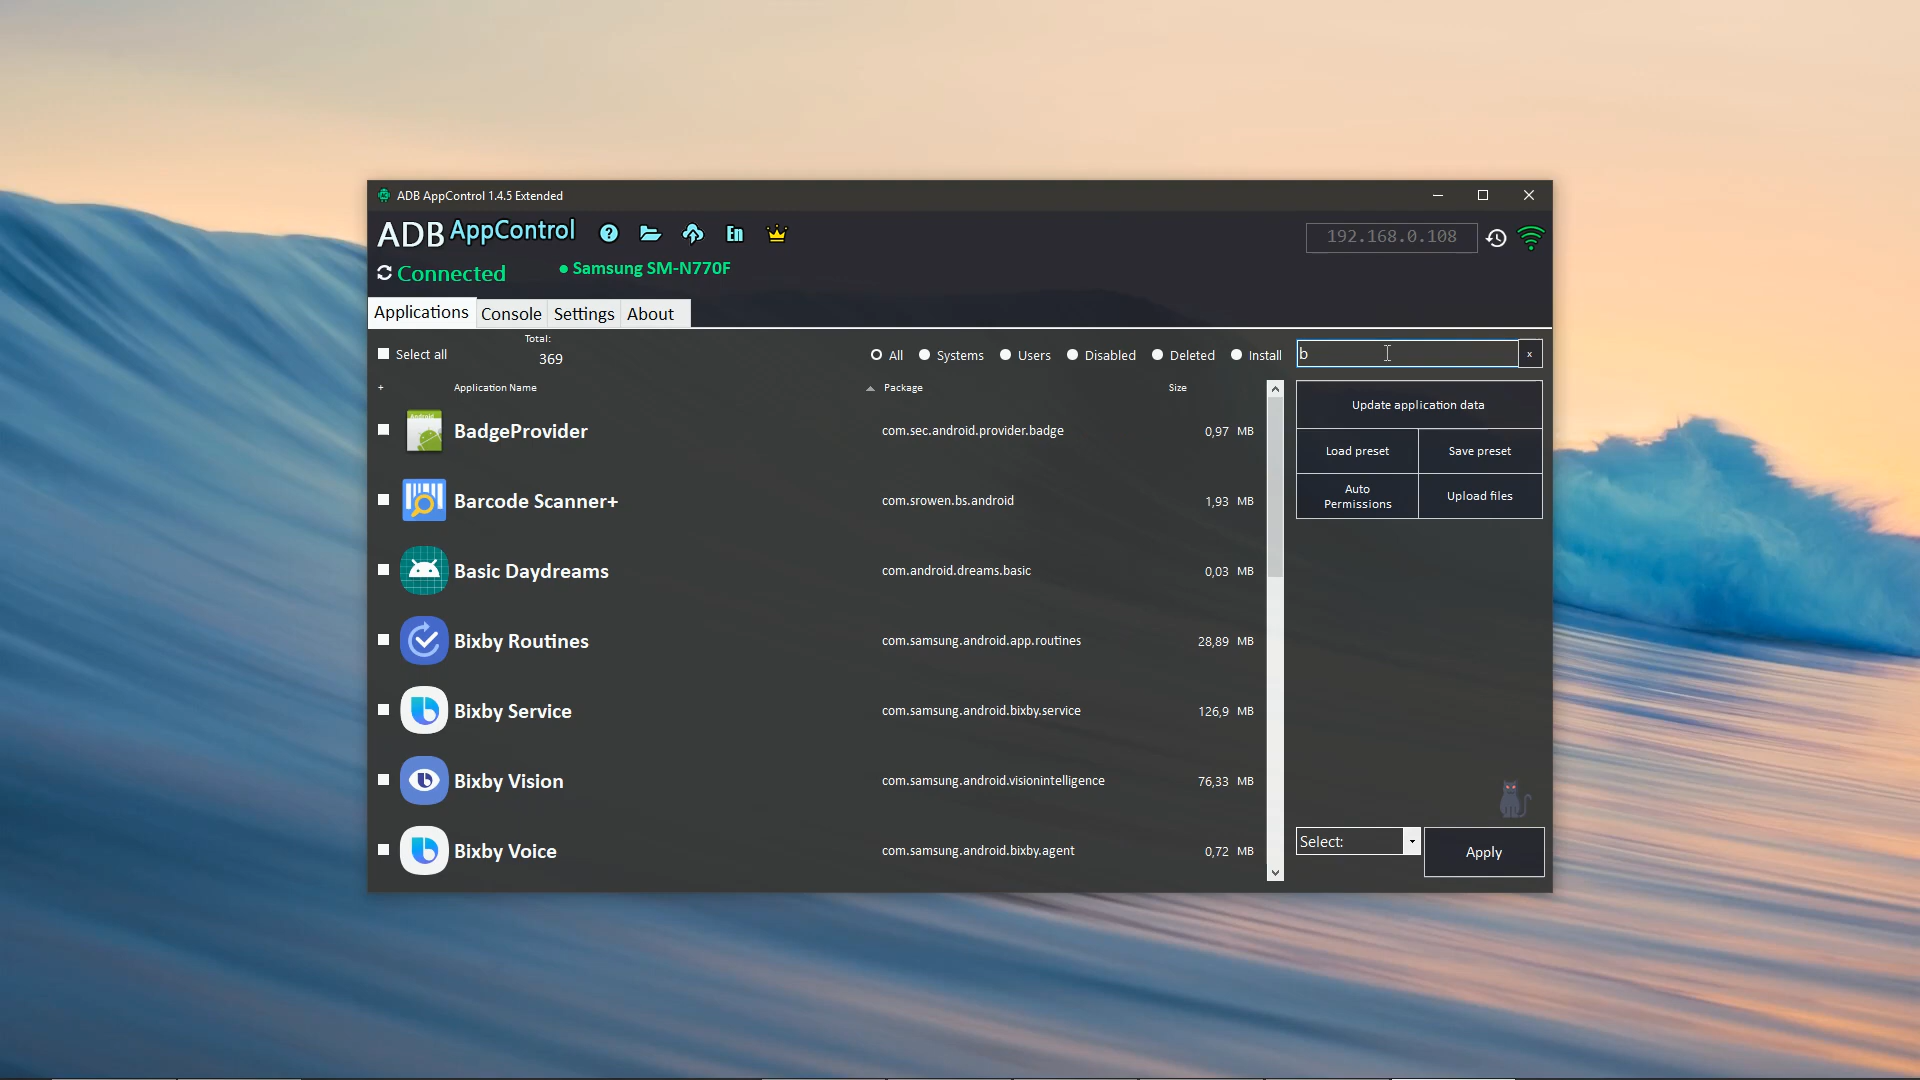 ADB AppControl 1.4.5 Extended
ADB AppControl
? En
192.168.0.108
Connected
Samsung SM-N770F
Applications Console Settings About
Select all
Total:
369
All Systems Users Disabled Deleted Install
b
x
+ Application Name Package Size
BadgeProvider com.sec.android.provider.badge 0,97 MB
Barcode Scanner+ com.srowen.bs.android 1,93 MB
Basic Daydreams com.android.dreams.basic 0,03 MB
Bixby Routines com.samsung.android.app.routines 28,89 MB
Bixby Service com.samsung.android.bixby.service 126,9 MB
Bixby Vision com.samsung.android.visionintelligence 76,33 MB
Bixby Voice com.samsung.android.bixby.agent 0,72 MB
Update application data
Load preset Save preset
Auto
Permissions
Upload files
Select:
Apply